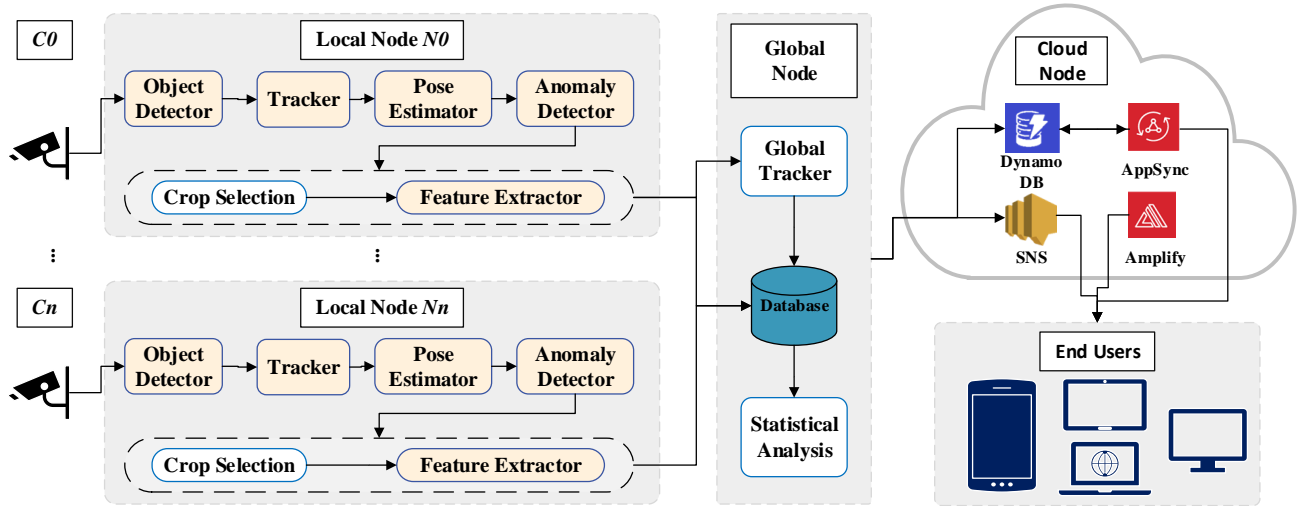 C0
Local Node N0
Object
Detector
Tracker
Pose
Estimator
Anomaly
Detector
Crop Selection
Feature Extractor
Cn
Local Node Nn
Object
Detector
Tracker
Pose
Estimator
Anomaly
Detector
Crop Selection
Feature Extractor
Global
Node
Global
Tracker
Database
Statistical
Analysis
Cloud
Node
Dynamo
DB
AppSync
SNS
Amplify
End Users